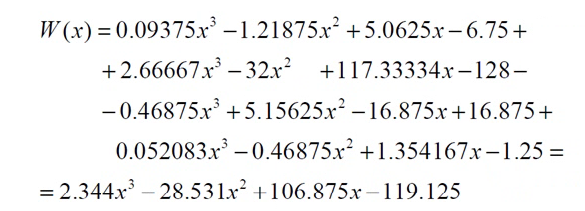 W(x) = 0.09375x³ − 1.21875x² + 5.0625x − 6.75 +
+ 2.66667x³ − 32x² + 117.33334x − 128 −
− 0.46875x³ + 5.15625x² − 16.875x + 16.875 +
0.052083x³ − 0.46875x² + 1.354167x − 1.25 =
= 2.344x³ − 28.531x² + 106.875x − 119.125